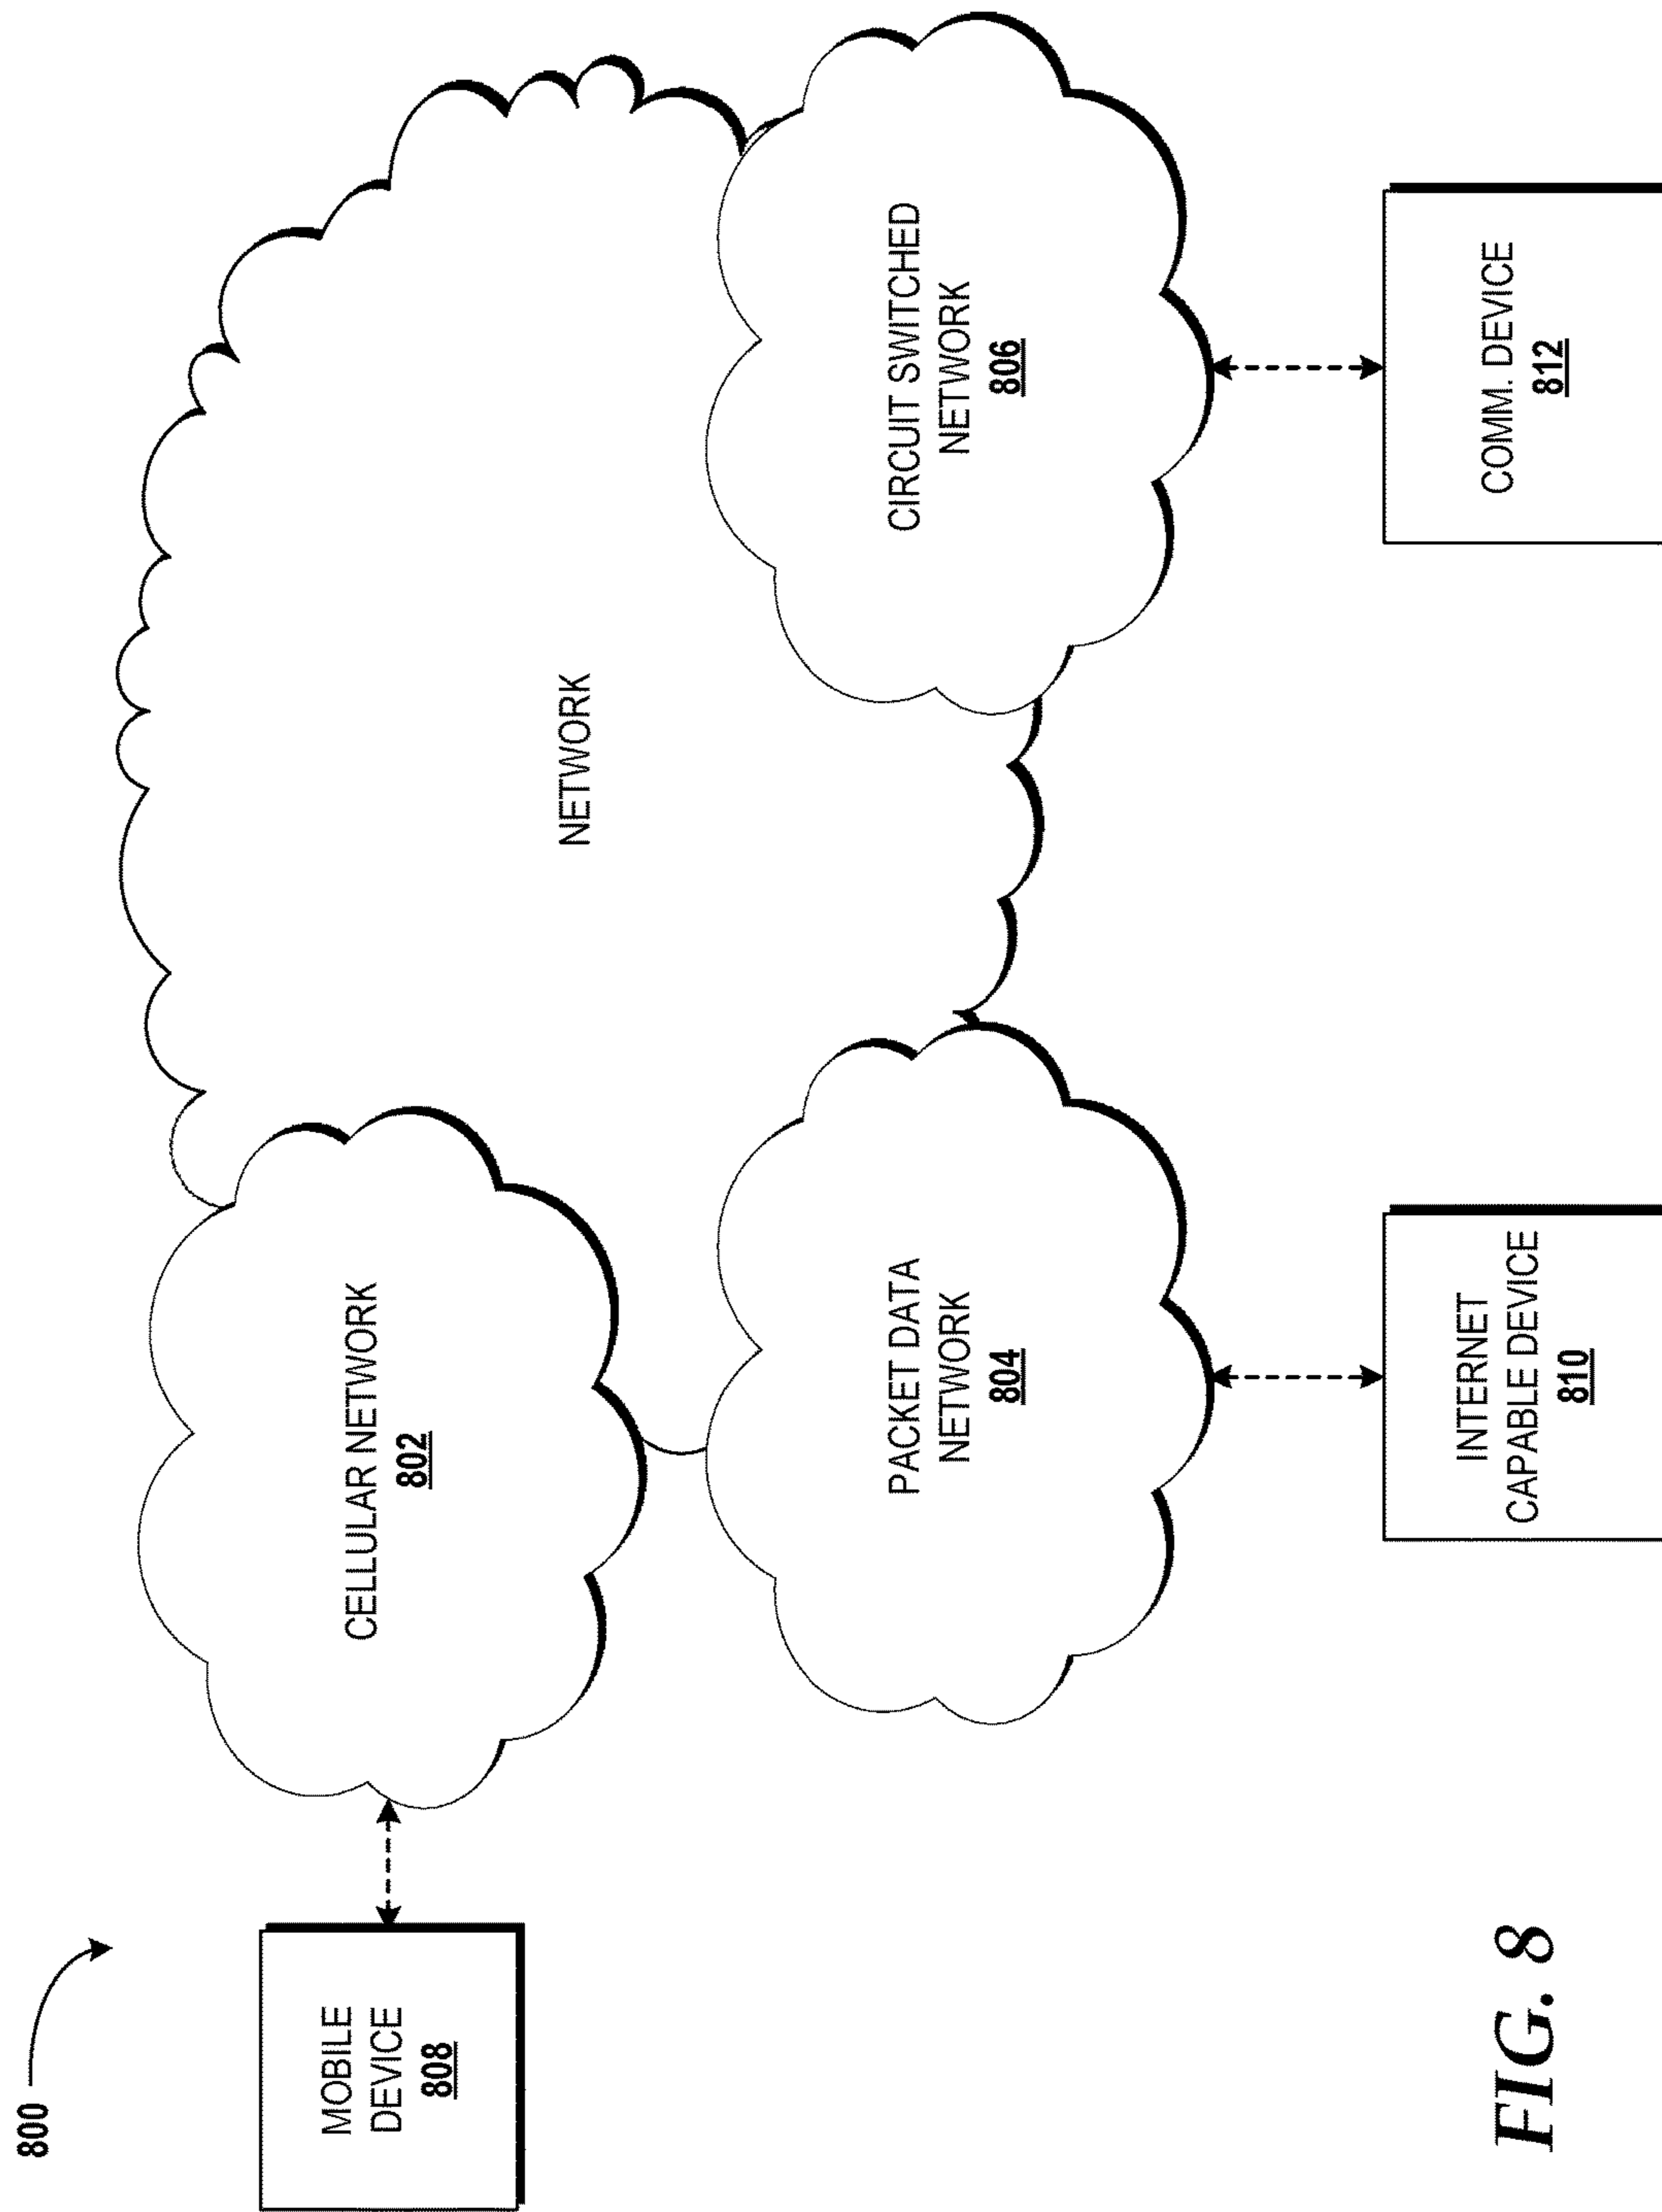 800
MOBILE
DEVICE
808
CELLULAR NETWORK
802
NETWORK
PACKET DATA
NETWORK
804
CIRCUIT SWITCHED
NETWORK
806
INTERNET
CAPABLE DEVICE
810
COMM. DEVICE
812
FIG. 8